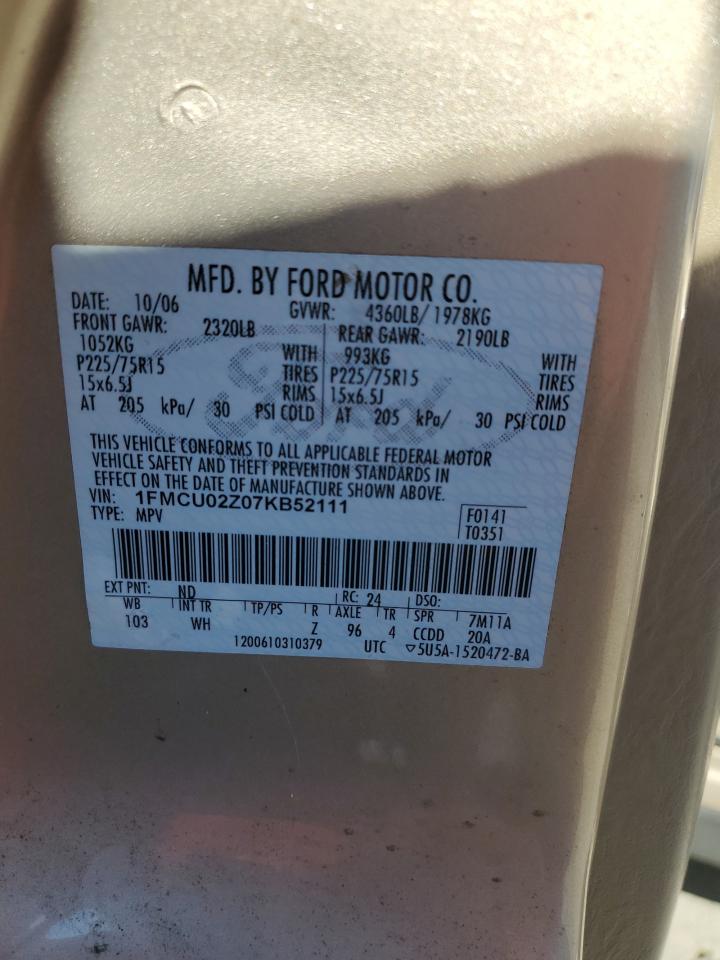 MFD. BY FORD MOTOR CO.
DATE: 10/06 GVWR: 4360LB/ 1978KG
FRONT GAWR: 2320LB REAR GAWR: 2190LB
1052KG WITH 993KG WITH
P225/75R15 TIRES P225/75R15 TIRES
15x6.5J RIMS 15x6.5J RIMS
AT 205 kPa/ 30 PSI COLD AT 205 kPa/ 30 PSI COLD
Ford
THIS VEHICLE CONFORMS TO ALL APPLICABLE FEDERAL MOTOR
VEHICLE SAFETY AND THEFT PREVENTION STANDARDS IN
EFFECT ON THE DATE OF MANUFACTURE SHOWN ABOVE.
VIN: 1FMCU02Z07KB52111
TYPE: MPV
F0141
T0351
EXT PNT: ND RC: 24 DSO:
WB INT TR TP/PS R AXLE TR SPR 7M11A
103 WH Z 96 4 CCDD 20A
1200610310379 UTC ▽5U5A-1520472-BA